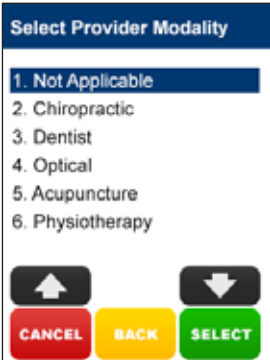 Select Provider Modality
1. Not Applicable
2. Chiropractic
3. Dentist
4. Optical
5. Acupuncture
6. Physiotherapy
CANCEL BACK SELECT